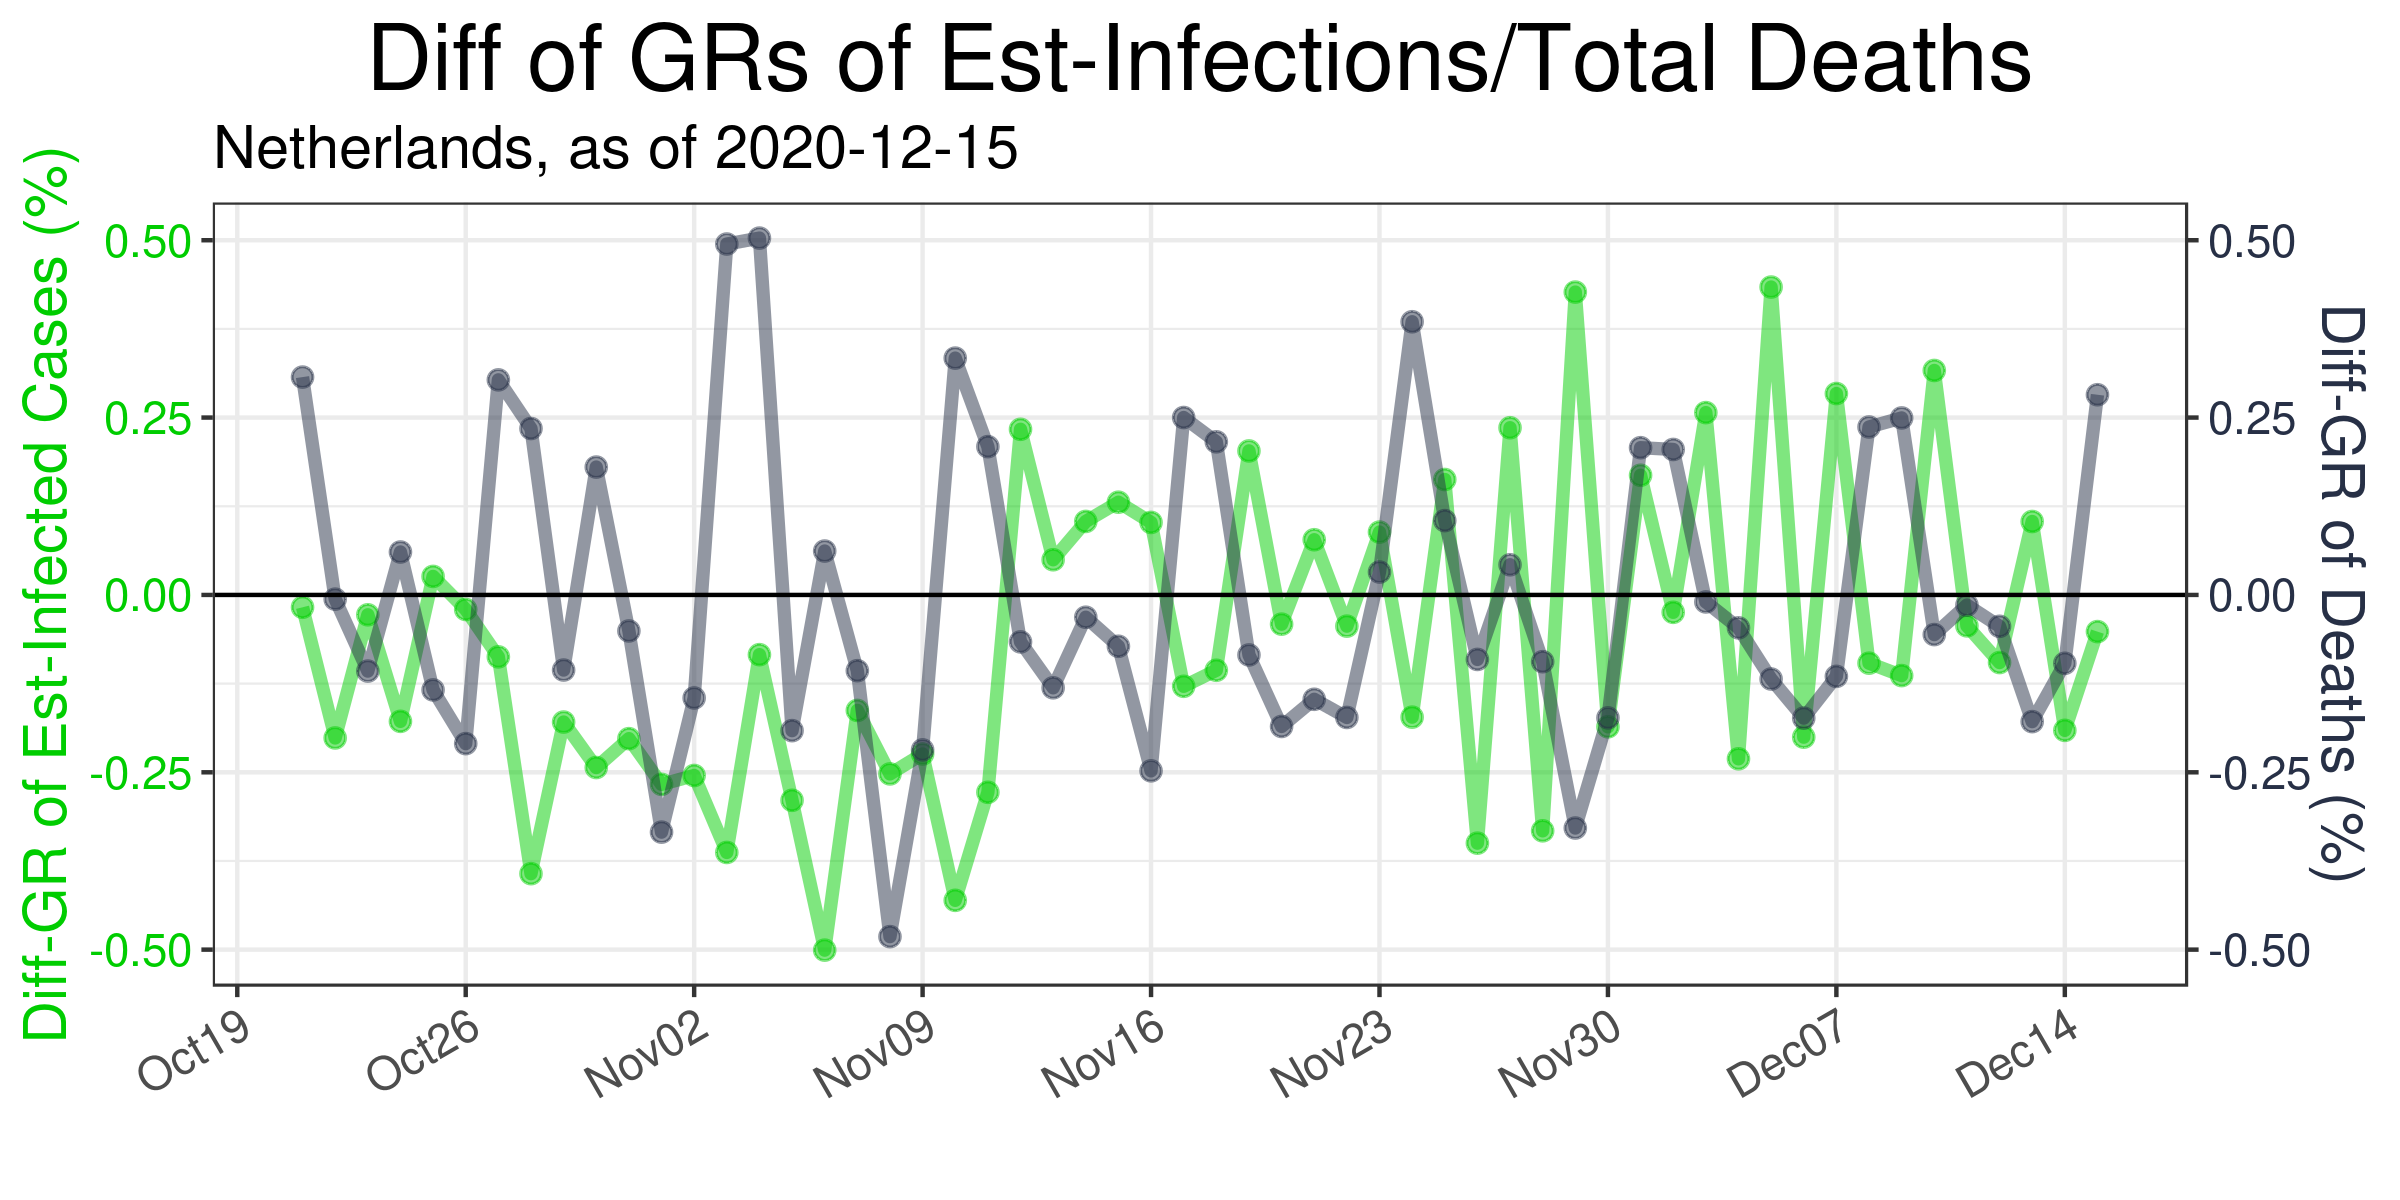 Diff of GRs of Est-Infections/Total Deaths
Netherlands, as of 2020-12-15
Diff-GR of Est-Infected Cases (%)
0.50
0.25
0.00
-0.25
-0.50
0.50
0.25
0.00
-0.25
-0.50
Diff-GR of Deaths (%)
Oct19
Oct26
Nov02
Nov09
Nov16
Nov23
Nov30
Dec07
Dec14